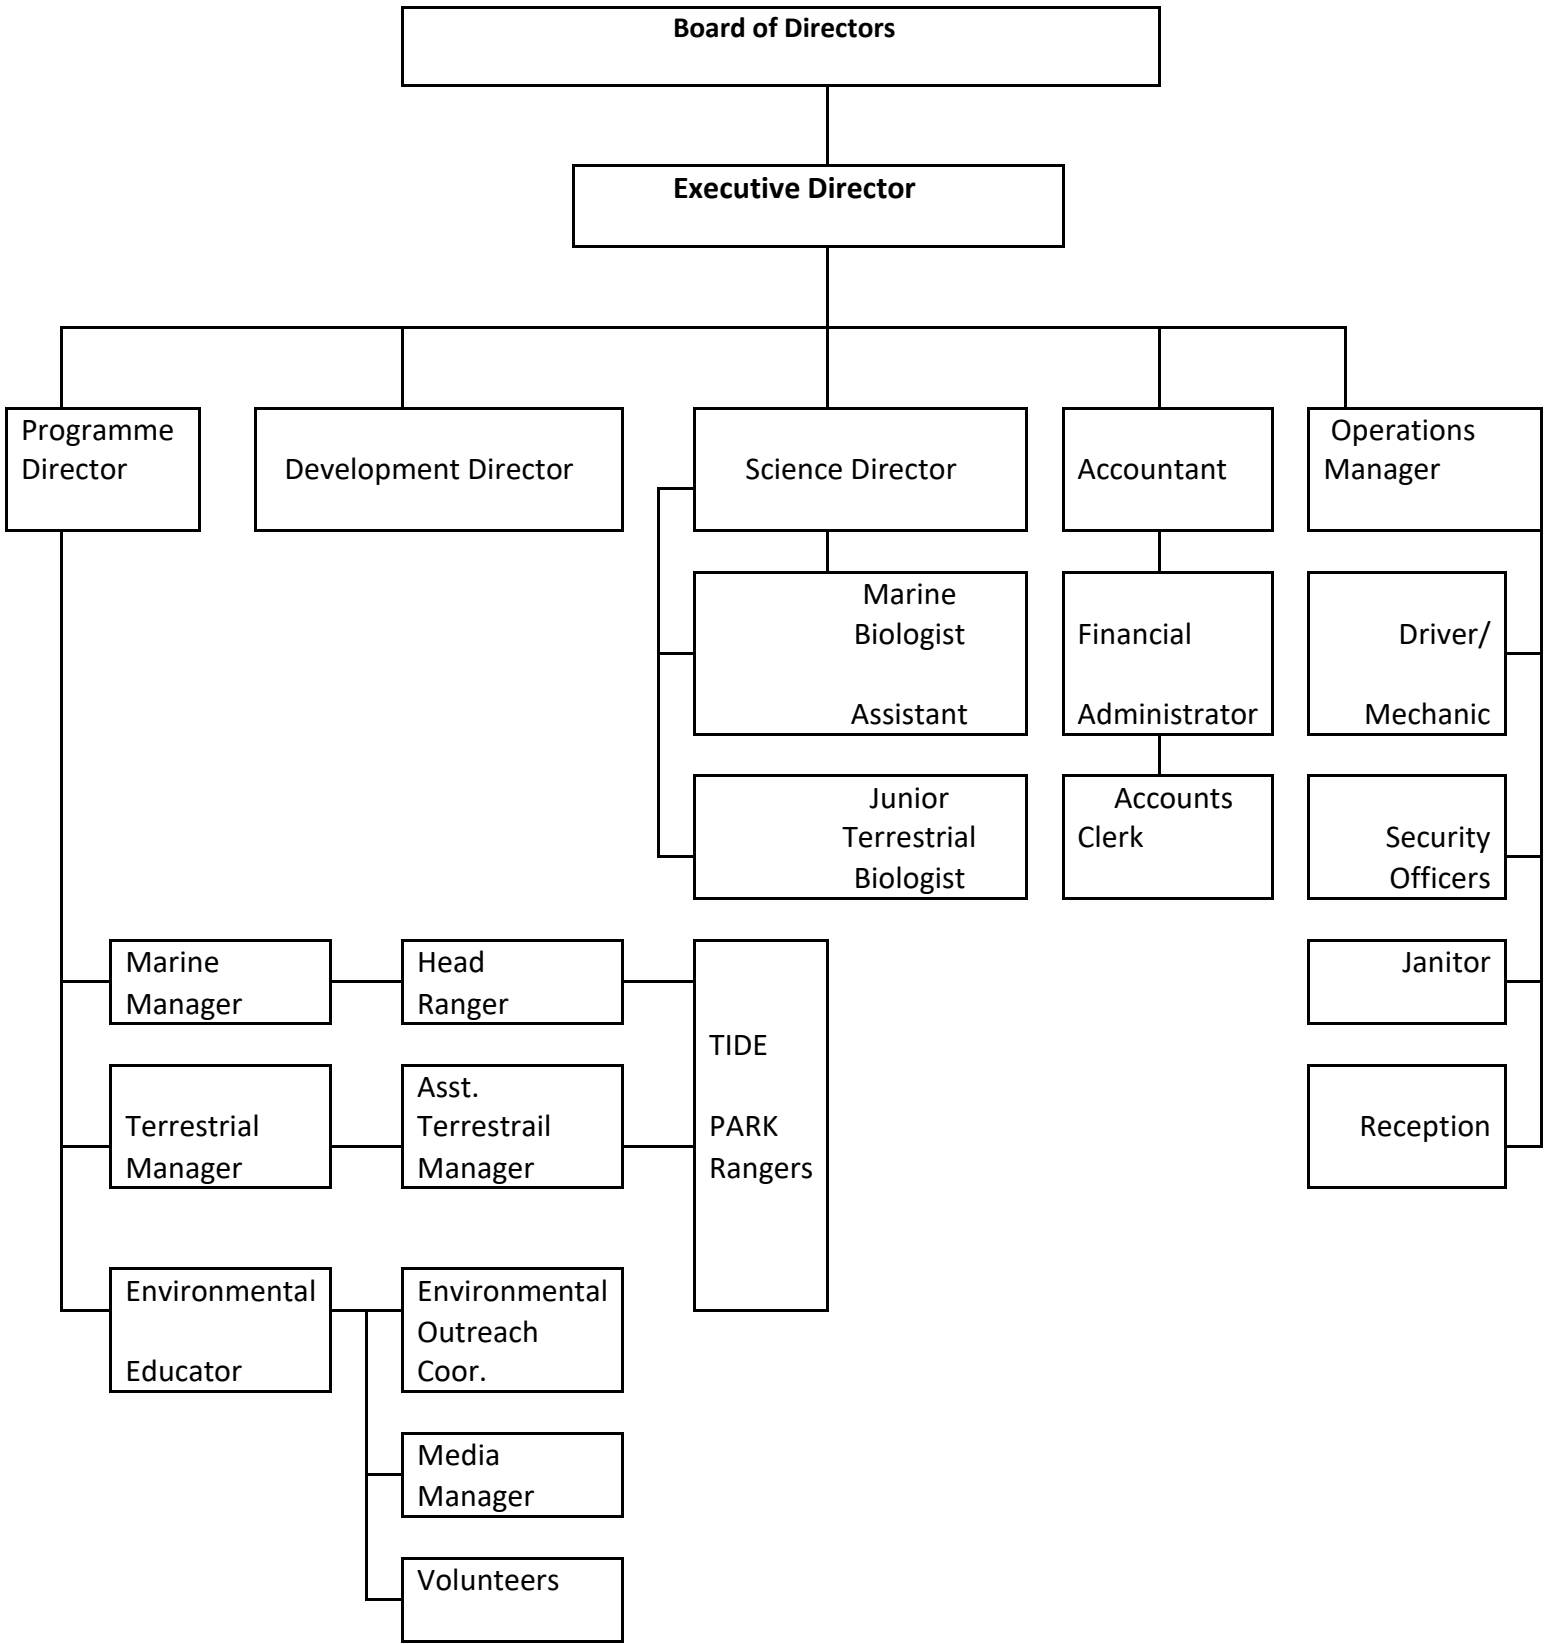 Board of Directors
Executive Director
Programme
Director
Development Director
Science Director
Accountant
Operations
Manager
Marine
Biologist
Assistant
Financial
Administrator
Driver/
Mechanic
Junior
Terrestrial
Biologist
Accounts
Clerk
Security
Officers
Marine
Manager
Head
Ranger
TIDE
PARK
Rangers
Janitor
Terrestrial
Manager
Asst.
Terrestrail
Manager
Reception
Environmental
Educator
Environmental
Outreach
Coor.
Media
Manager
Volunteers